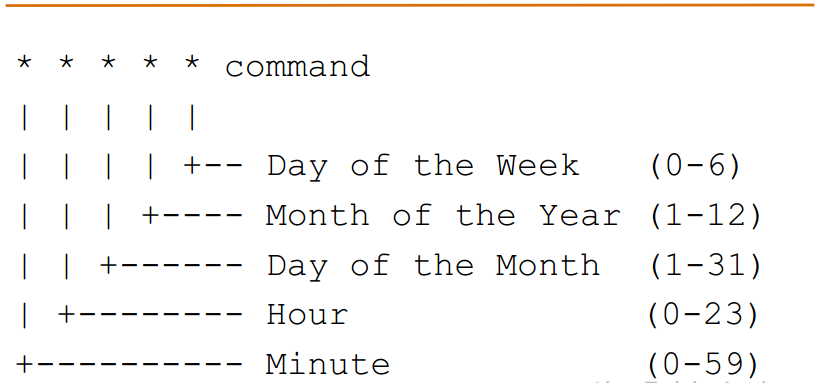 * * * * * command
| | | | |
| | | | +-- Day of the Week   (0-6)
| | | +---- Month of the Year (1-12)
| | +------ Day of the Month  (1-31)
| +-------- Hour              (0-23)
+---------- Minute            (0-59)